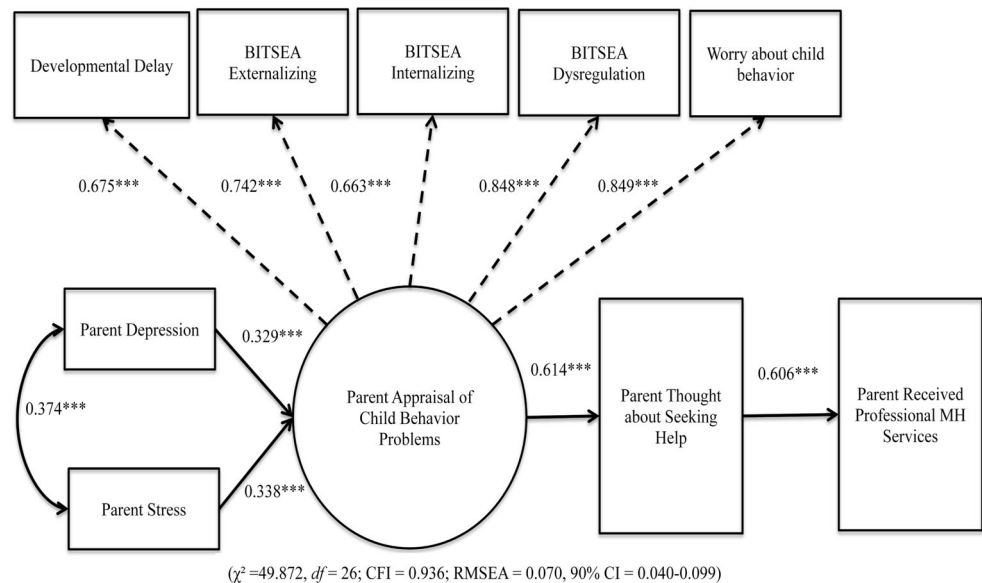 Developmental Delay
BITSEA
Externalizing
BITSEA
Internalizing
BITSEA
Dysregulation
Worry about child
behavior
0.675***
0.742***
0.663***
0.848***
0.849***
Parent Depression
0.329***
0.374***
Parent Stress
0.338***
Parent Appraisal of
Child Behavior
Problems
0.614***
Parent Thought
about Seeking
Help
0.606***
Parent Received
Professional MH
Services
(χ² =49.872, df = 26; CFI = 0.936; RMSEA = 0.070, 90% CI = 0.040-0.099)